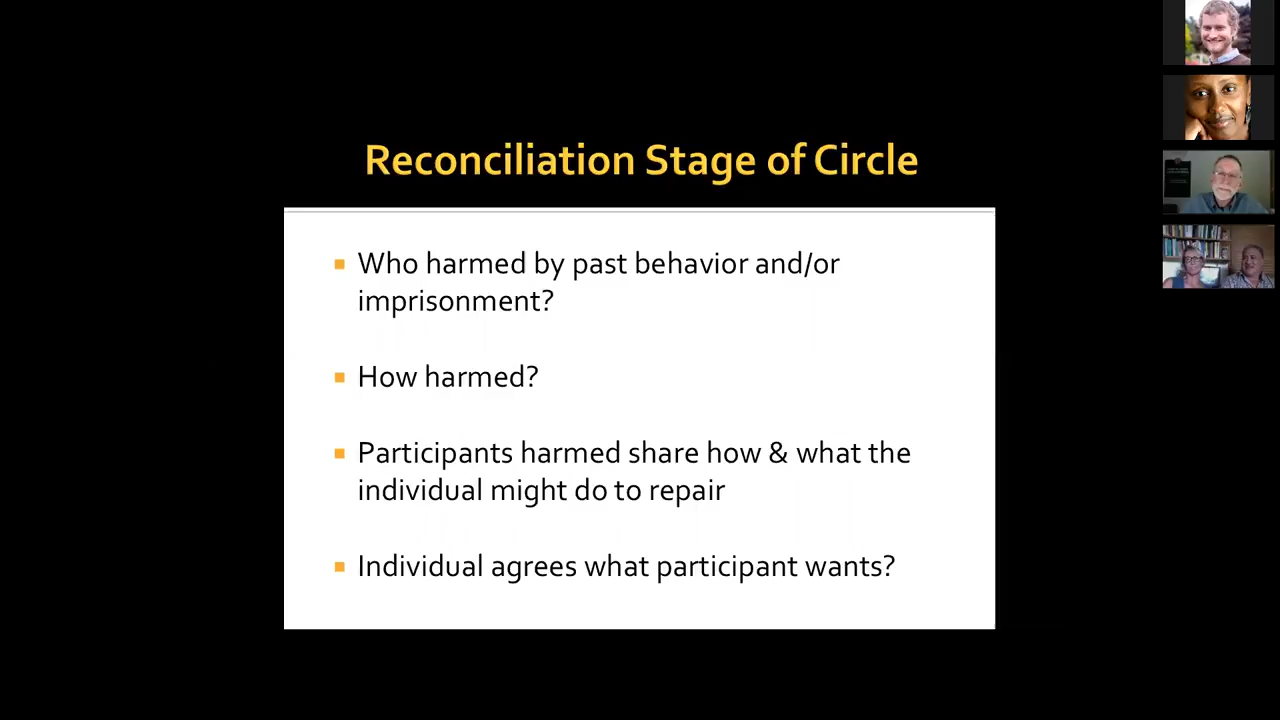 Reconciliation Stage of Circle
Who harmed by past behavior and/or
imprisonment?
How harmed?
Participants harmed share how & what the
individual might do to repair
Individual agrees what participant wants?